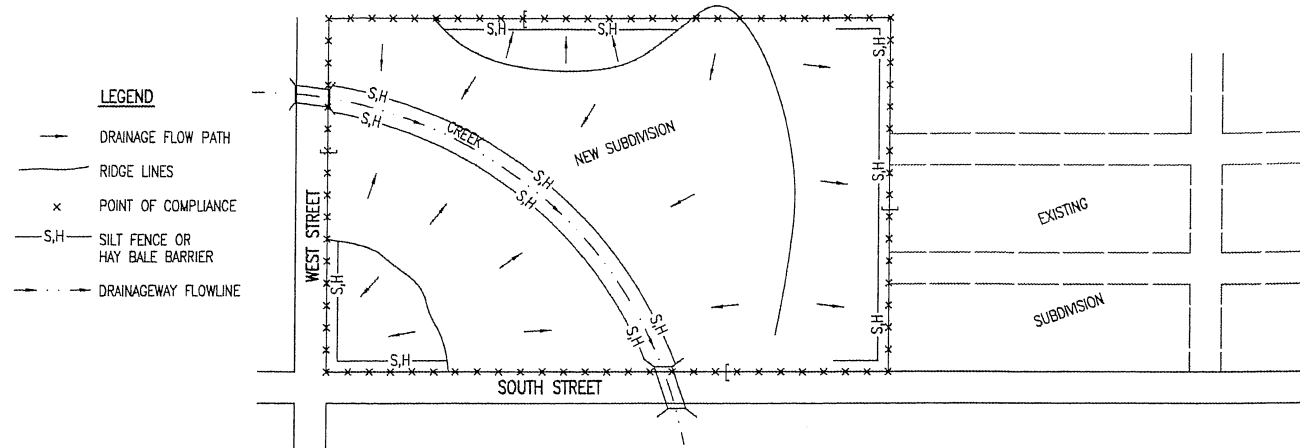 LEGEND
DRAINAGE FLOW PATH
RIDGE LINES
POINT OF COMPLIANCE
S,H
SILT FENCE OR
HAY BALE BARRIER
DRAINAGEWAY FLOWLINE
S,H
S,H
S,H
S,H
S,H
CREEK
NEW SUBDIVISION
S,H
S,H
S,H
WEST STREET
EXISTING
S,H
SUBDIVISION
S,H
S,H
S,H
S,H
SOUTH STREET